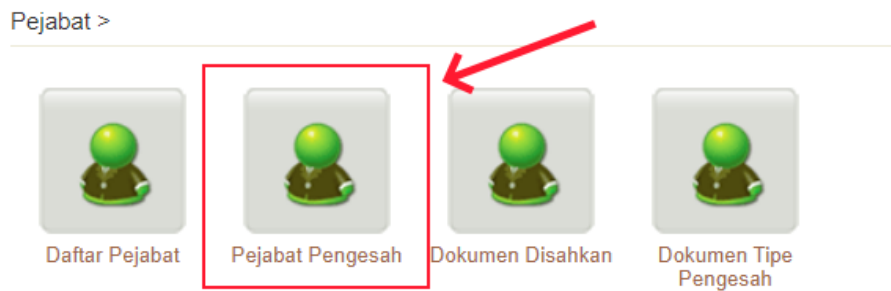 Pejabat >
Daftar Pejabat
Pejabat Pengesah
Dokumen Disahkan
Dokumen Tipe
Pengesah